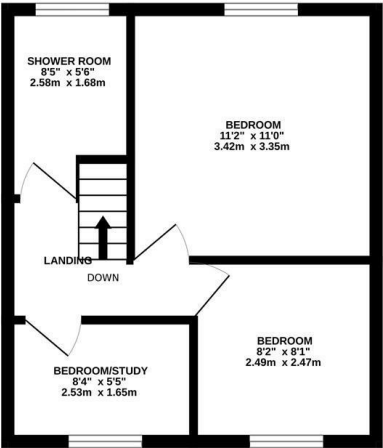 SHOWER ROOM
8'5" x 5'6"
2.58m x 1.68m
BEDROOM
11'2" x 11'0"
3.42m x 3.35m
LANDING
DOWN
BEDROOM
8'2" x 8'1"
2.49m x 2.47m
BEDROOM/STUDY
8'4" x 5'5"
2.53m x 1.65m